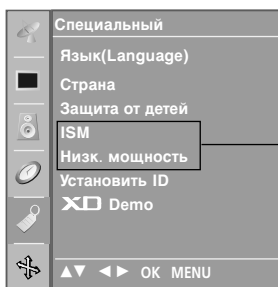 Специальный
Язык(Language)
Страна
Защита от детей
ISM
Низк. мощность
Установить ID
XD Demo
▲▼ ◄► OK MENU